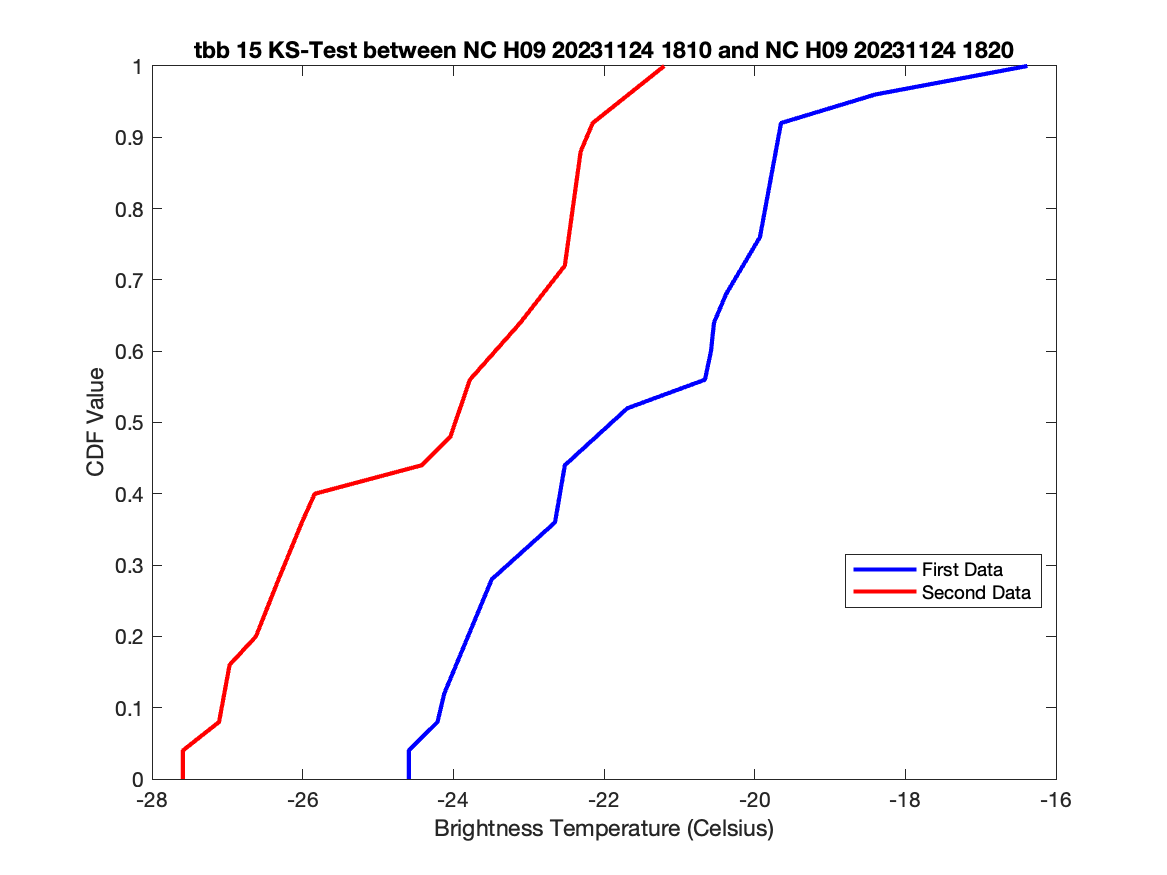 tbb 15 KS-Test between NC H09 20231124 1810 and NC H09 20231124 1820
1
0.9
0.8
0.7
0.6
0.5
0.4
0.3
0.2
0.1
0
CDF Value
First Data
Second Data
-28 -26 -24 -22 -20 -18 -16
Brightness Temperature (Celsius)